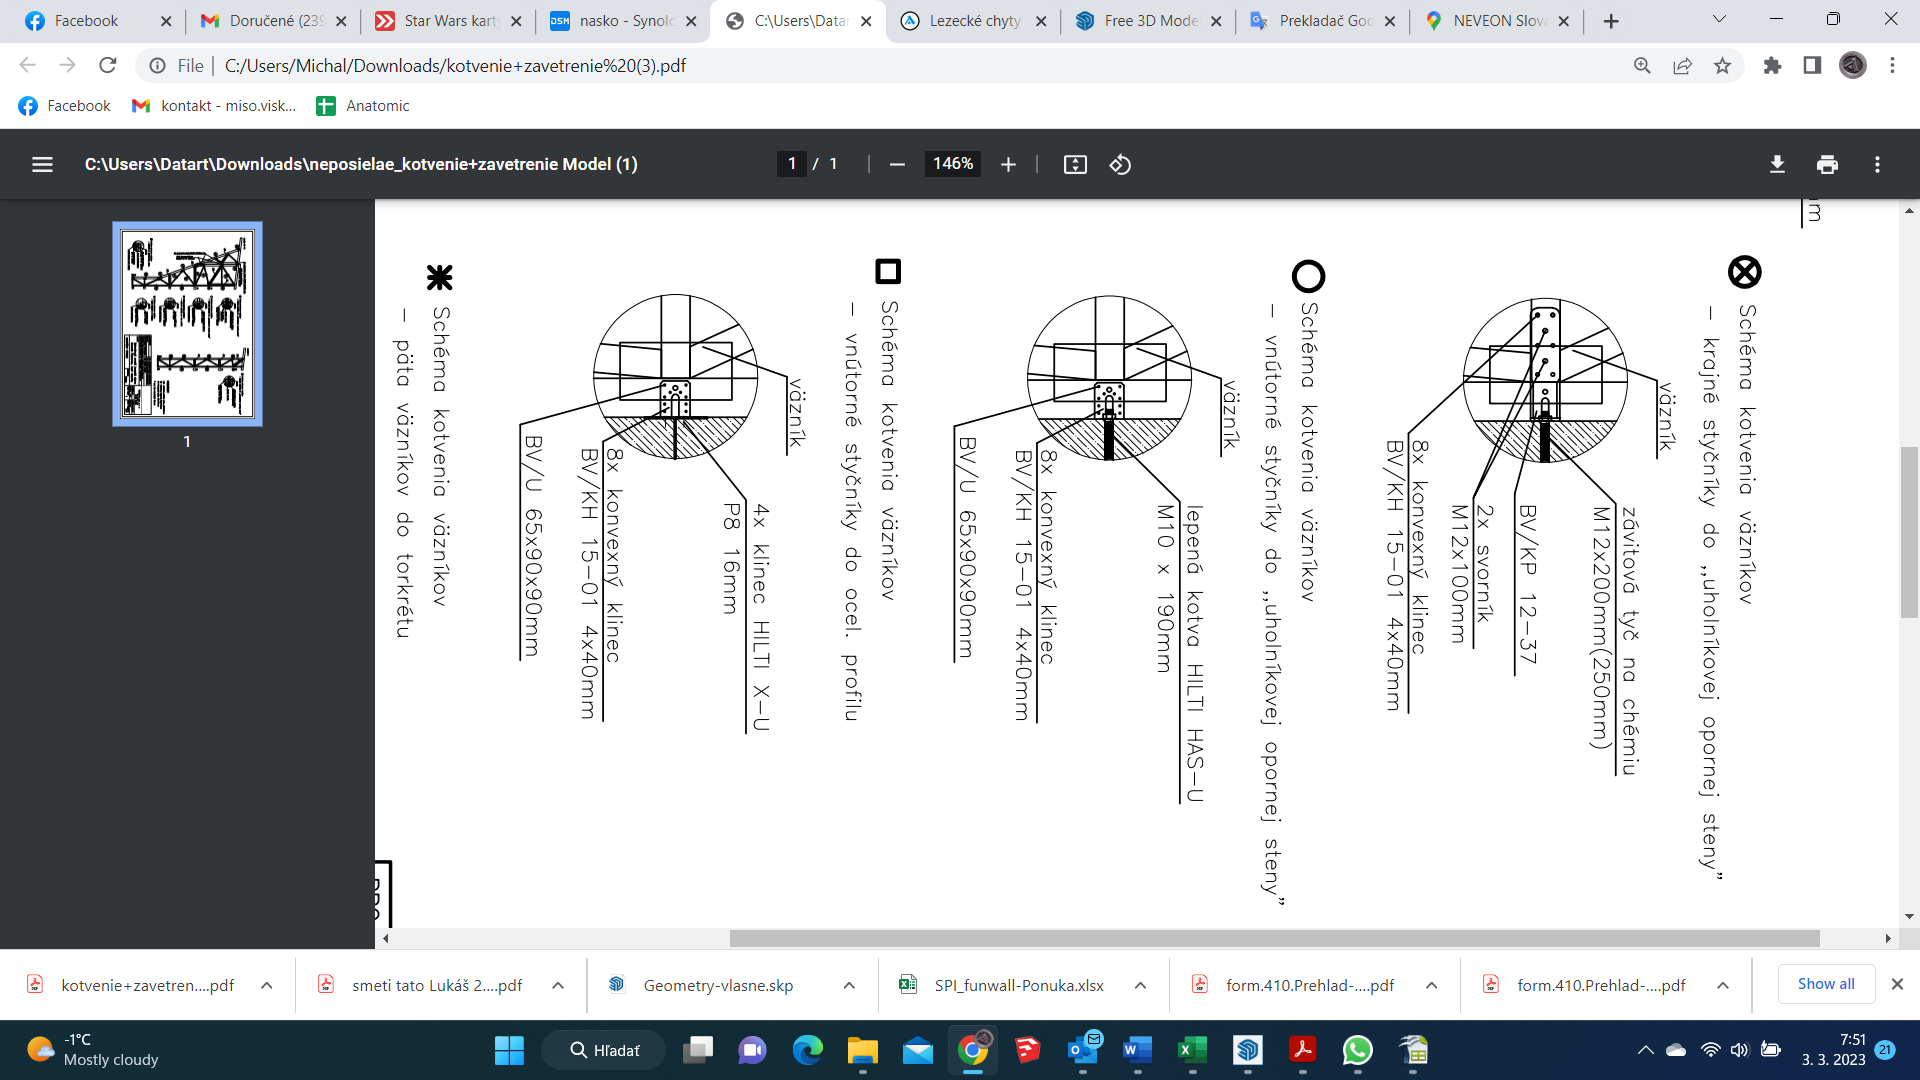 Facebook
Doručené (239
Star Wars karty
nasko - Synolo
C:\Users\Datar
Lezecké chyty
Free 3D Mode
Prekladač Goo
NEVEON Slova
File
C:/Users/Michal/Downloads/kotvenie+zavetrenie%20(3).pdf
Facebook
kontakt - miso.visk...
Anatomic
C:\Users\Datart\Downloads\neposielae_kotvenie+zavetrenie Model (1)
1 / 1
146%
1
m
Schéma kotvenia väzníkov
– krajné styčníky do „uholníkovej opornej steny”
väzník
závitová tyč na chémiu
M12x200mm(250mm)
BV/KP 12–37
2x svorník
M12x100mm
8x konvexný klinec
BV/KH 15–01 4x40mm
Schéma kotvenia väzníkov
– vnútorné styčníky do „uholníkovej opornej steny”
väzník
lepená kotva HILTI HAS–U
M10 x 190mm
8x konvexný klinec
BV/KH 15–01 4x40mm
BV/U 65x90x90mm
Schéma kotvenia väzníkov
– vnútorné styčníky do ocel. profilu
väzník
4x klinec HILTI X–U
P8 16mm
8x konvexný klinec
BV/KH 15–01 4x40mm
BV/U 65x90x90mm
Schéma kotvenia väzníkov
– päta väzníkov do torkrétu
kotvenie+zavetren....pdf
smeti tato Lukáš 2....pdf
Geometry-vlasne.skp
SPI_funwall-Ponuka.xlsx
form.410.Prehlad-....pdf
form.410.Prehlad-....pdf
Show all
-1°C
Mostly cloudy
Hľadať
7:51
3. 3. 2023
21